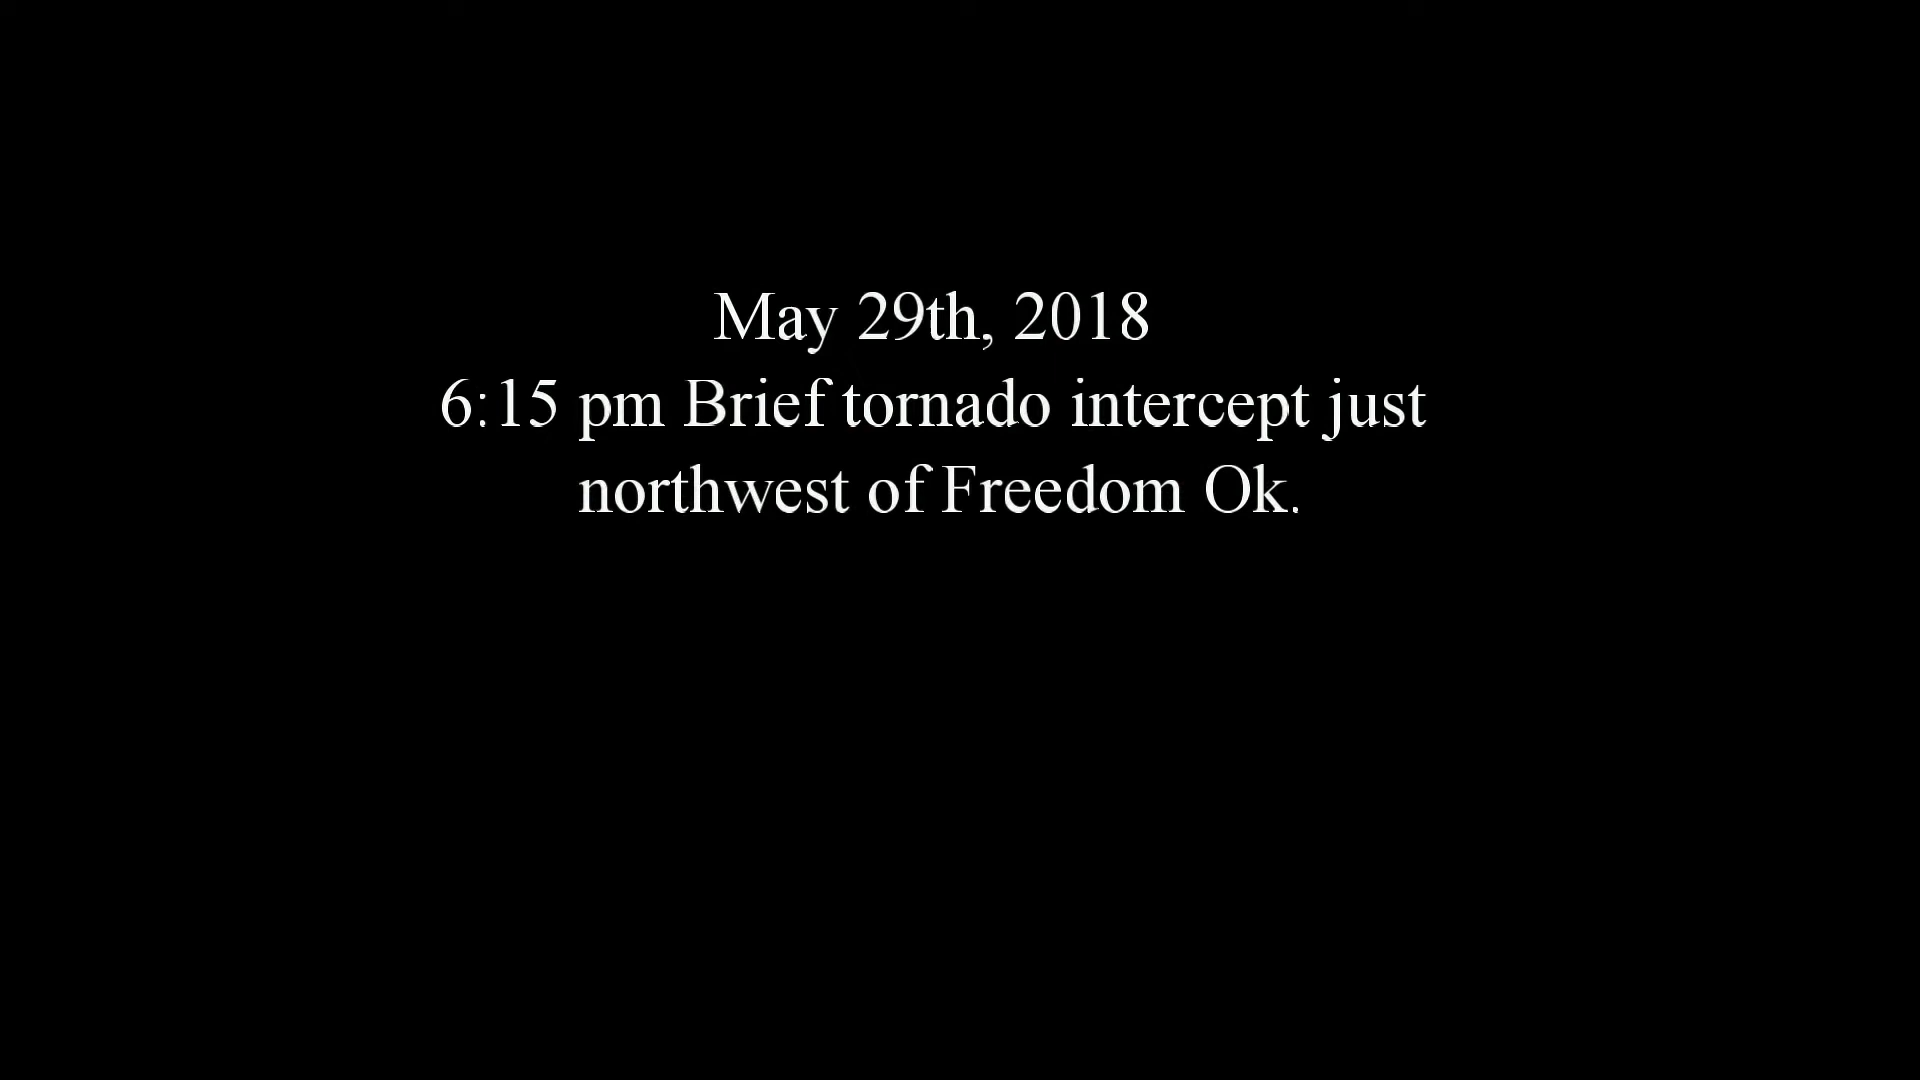 May 29th, 2018
6:15 pm Brief tornado intercept just
northwest of Freedom Ok.